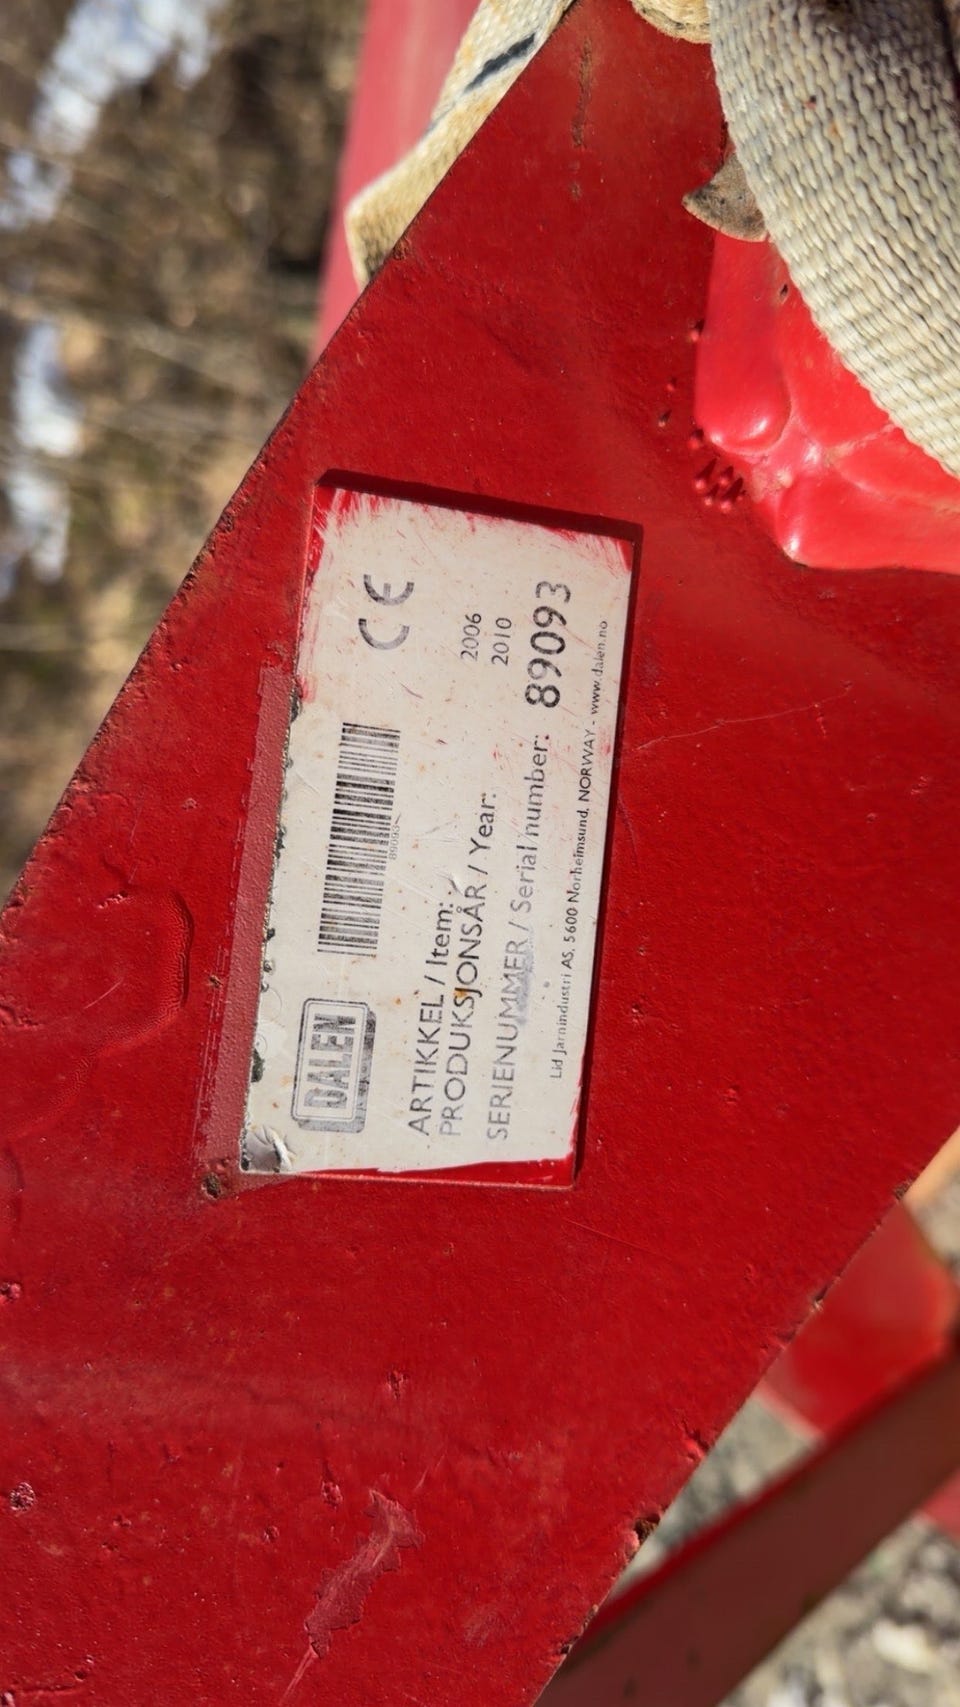 CE
89093
DALEN
ARTIKKEL / Item: 2006
PRODUKSJONSÅR / Year: 2010
SERIENUMMER / Serial number: 89093
Lid Jarnindustri AS, 5600 Norheimsund, NORWAY - www.dalen.no